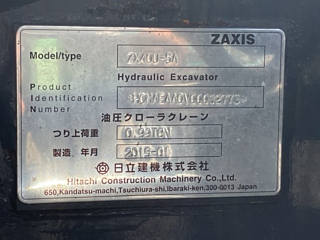 ZAXIS
Model/type
Hydraulic Excavator
Product
Identification
Number
油圧クローラクレーン
つり上荷重
製造 年月
日立建機株式会社
Hitachi Construction Machinery Co.,Ltd.
650,Kandatsu-machi,Tsuchiura-shi,Ibaraki-ken,300-0013 Japan